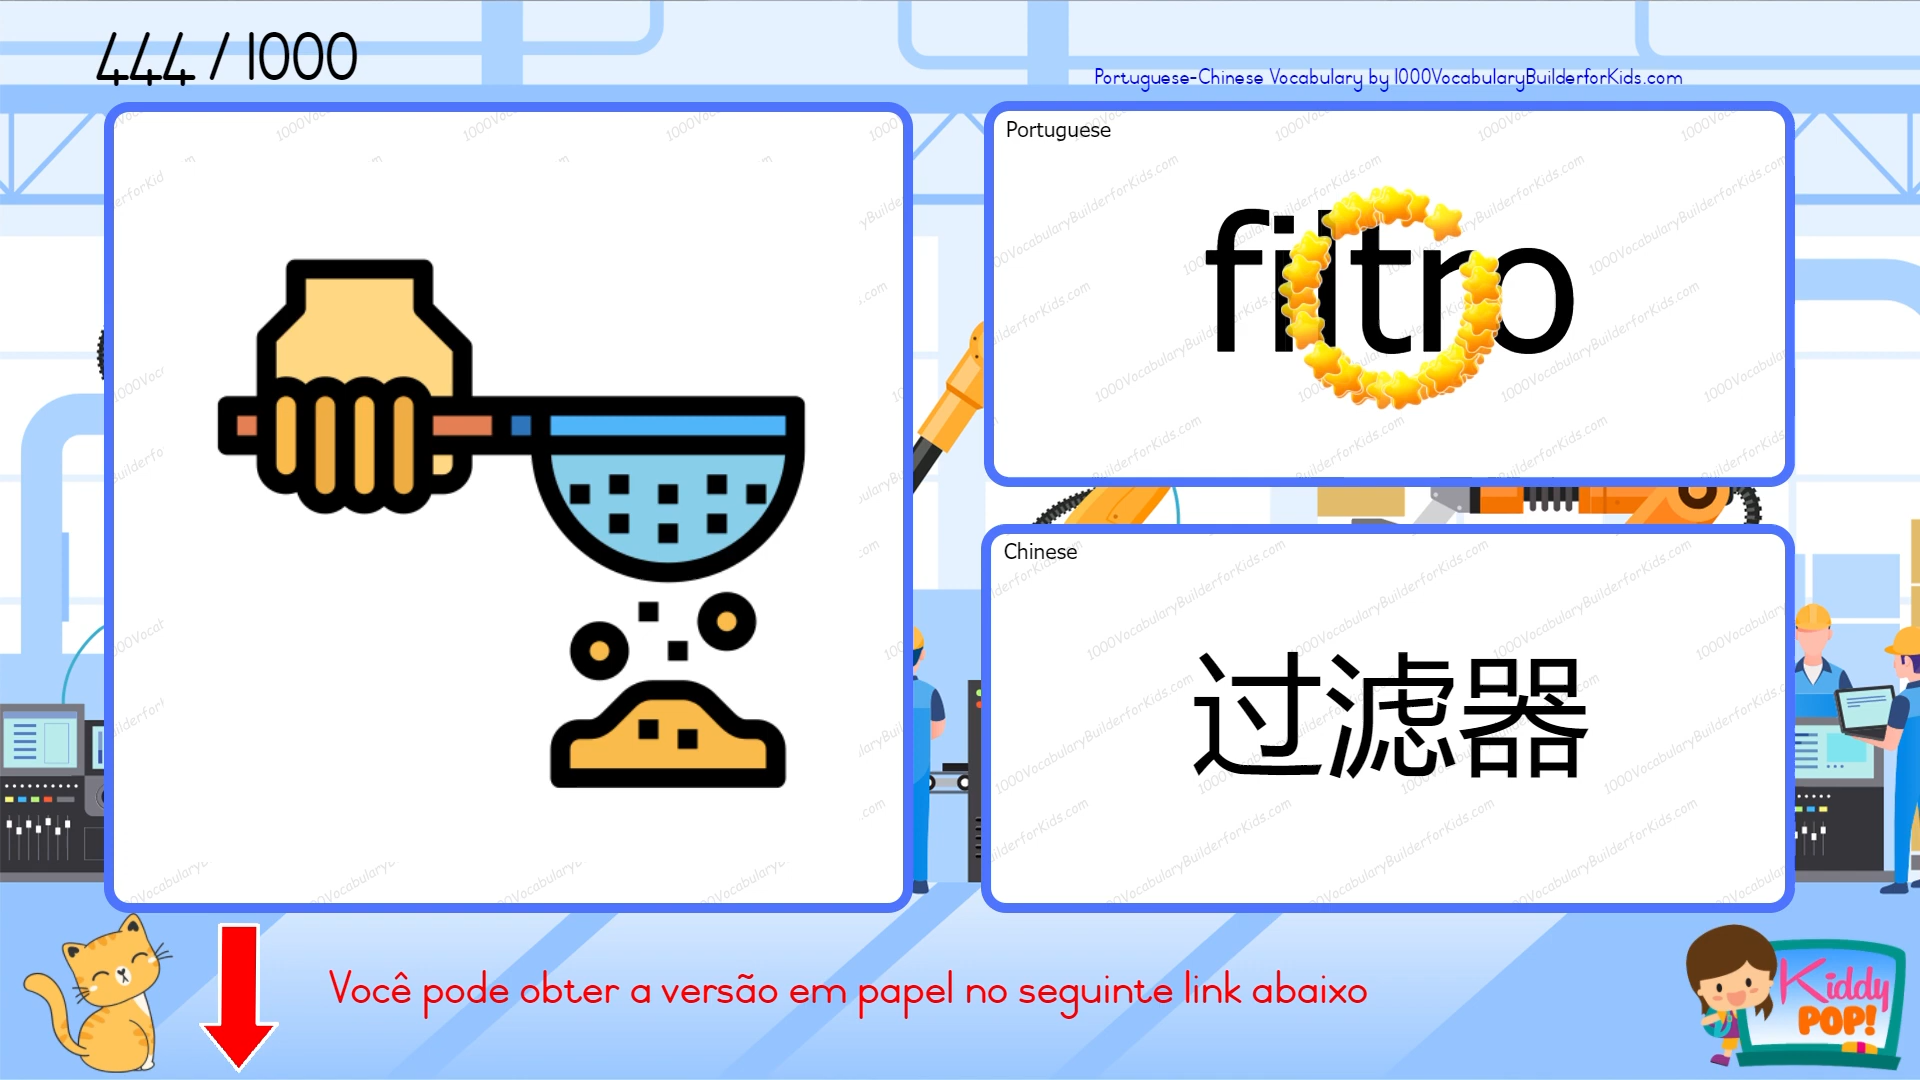 444 / 1000
Portuguese-Chinese Vocabulary by 1000VocabularyBuilderforKids.com
Portuguese
filtro
Chinese
过滤器
Você pode obter a versão em papel no seguinte link abaixo
Kiddy
POP!